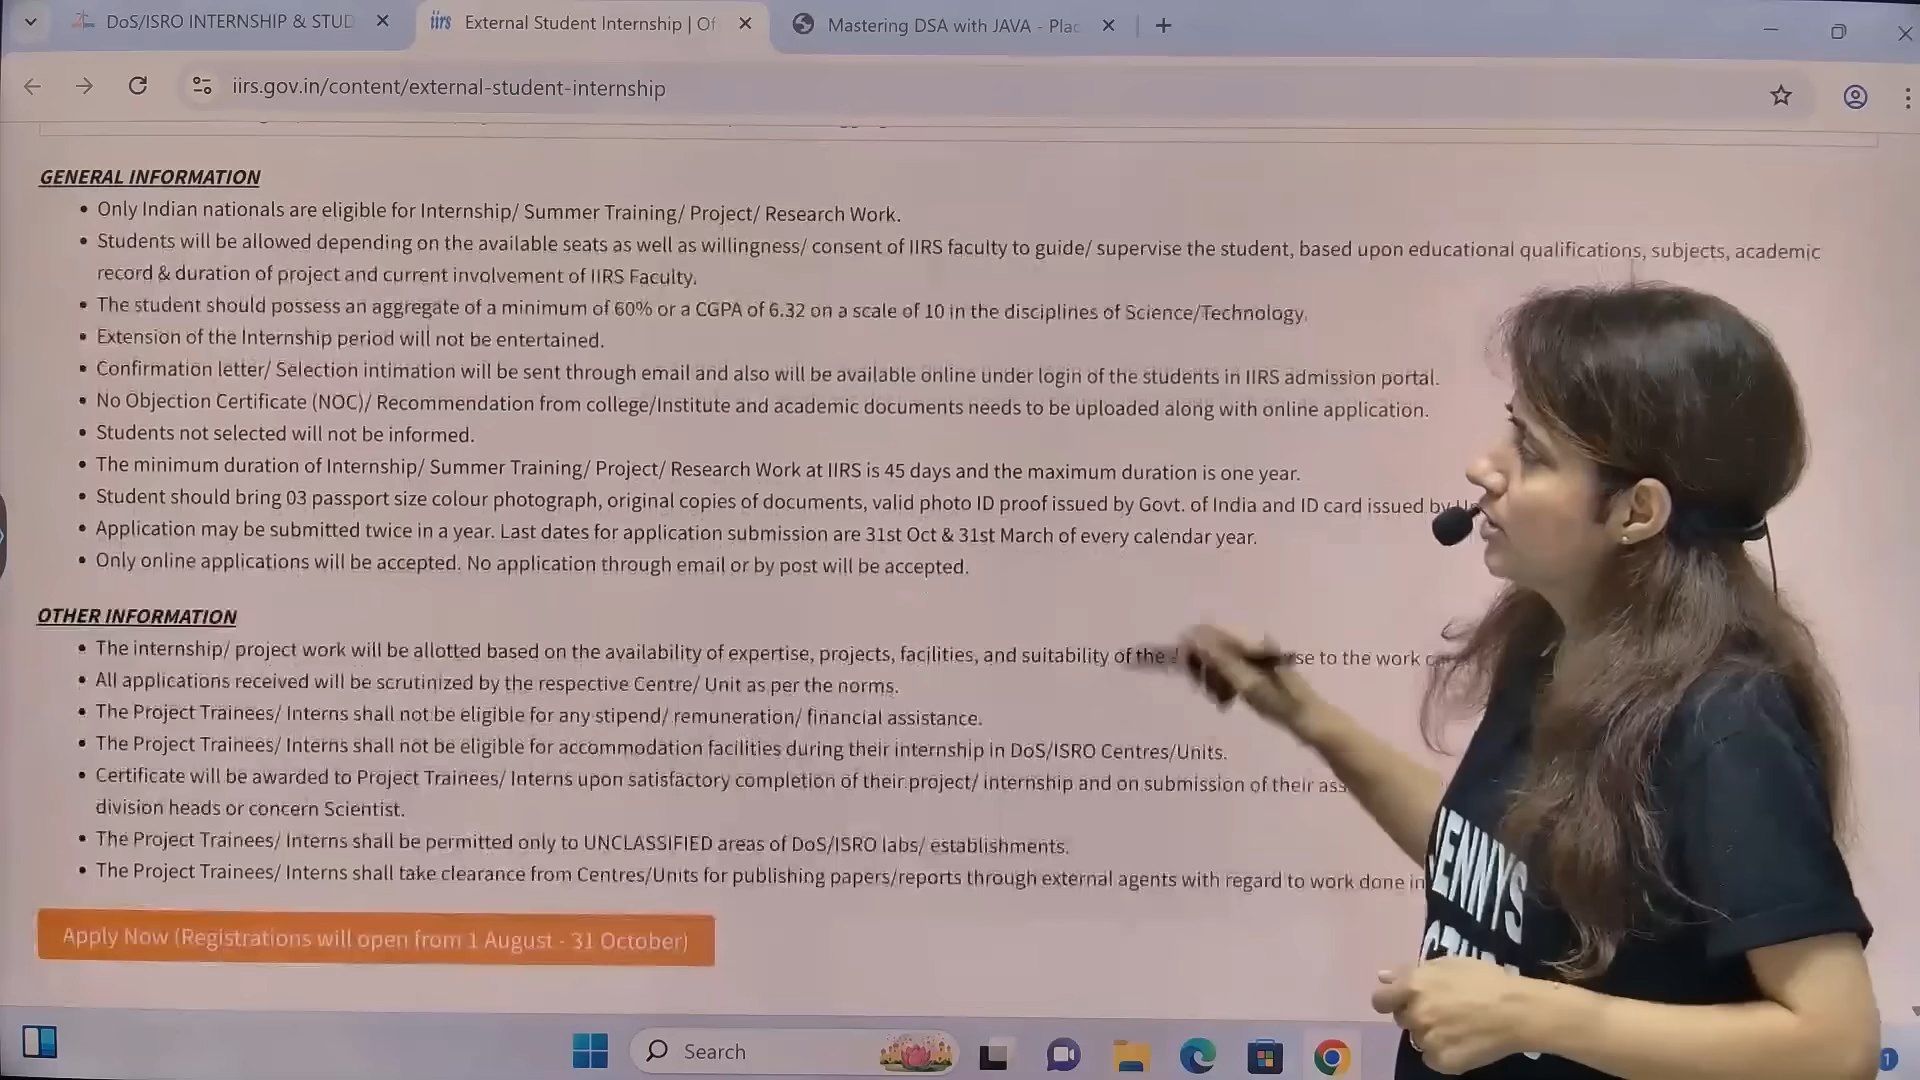 DoS/ISRO INTERNSHIP & STUD
iirs External Student Internship | Of
Mastering DSA with JAVA - Plac
iirs.gov.in/content/external-student-internship
GENERAL INFORMATION
• Only Indian nationals are eligible for Internship/ Summer Training/ Project/ Research Work.
• Students will be allowed depending on the available seats as well as willingness/ consent of IIRS faculty to guide/ supervise the student, based upon educational qualifications, subjects, academic
record & duration of project and current involvement of IIRS Faculty.
• The student should possess an aggregate of a minimum of 60% or a CGPA of 6.32 on a scale of 10 in the disciplines of Science/Technology.
• Extension of the Internship period will not be entertained.
• Confirmation letter/ Selection intimation will be sent through email and also will be available online under login of the students in IIRS admission portal.
• No Objection Certificate (NOC)/ Recommendation from college/Institute and academic documents needs to be uploaded along with online application.
• Students not selected will not be informed.
• The minimum duration of Internship/ Summer Training/ Project/ Research Work at IIRS is 45 days and the maximum duration is one year.
• Student should bring 03 passport size colour photograph, original copies of documents, valid photo ID proof issued by Govt. of India and ID card issued by
• Application may be submitted twice in a year. Last dates for application submission are 31st Oct & 31st March of every calendar year.
• Only online applications will be accepted. No application through email or by post will be accepted.
OTHER INFORMATION
• The internship/ project work will be allotted based on the availability of expertise, projects, facilities, and suitability of the se to the work
• All applications received will be scrutinized by the respective Centre/ Unit as per the norms.
• The Project Trainees/ Interns shall not be eligible for any stipend/ remuneration/ financial assistance.
• The Project Trainees/ Interns shall not be eligible for accommodation facilities during their internship in DoS/ISRO Centres/Units.
• Certificate will be awarded to Project Trainees/ Interns upon satisfactory completion of their project/ internship and on submission of their ass
division heads or concern Scientist.
• The Project Trainees/ Interns shall be permitted only to UNCLASSIFIED areas of DoS/ISRO labs/ establishments.
• The Project Trainees/ Interns shall take clearance from Centres/Units for publishing papers/reports through external agents with regard to work done in
Apply Now (Registrations will open from 1 August - 31 October)
JENNYS
Search
1